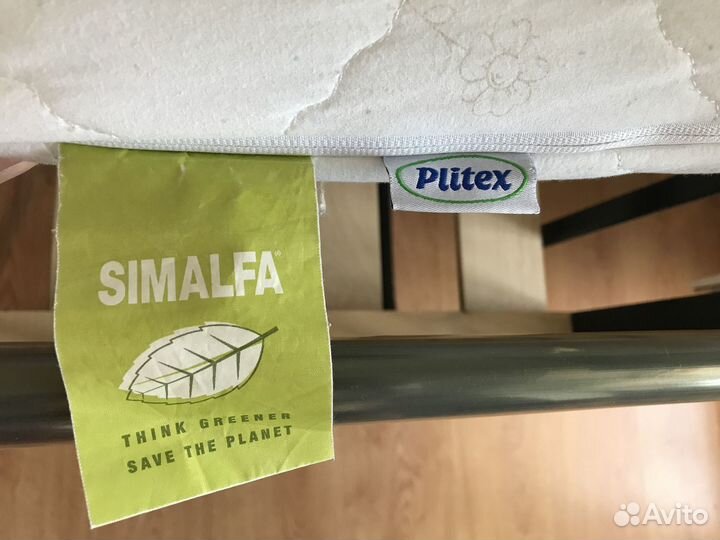 Plitex
SIMALFA®
THINK GREENER
SAVE THE PLANET
Avito